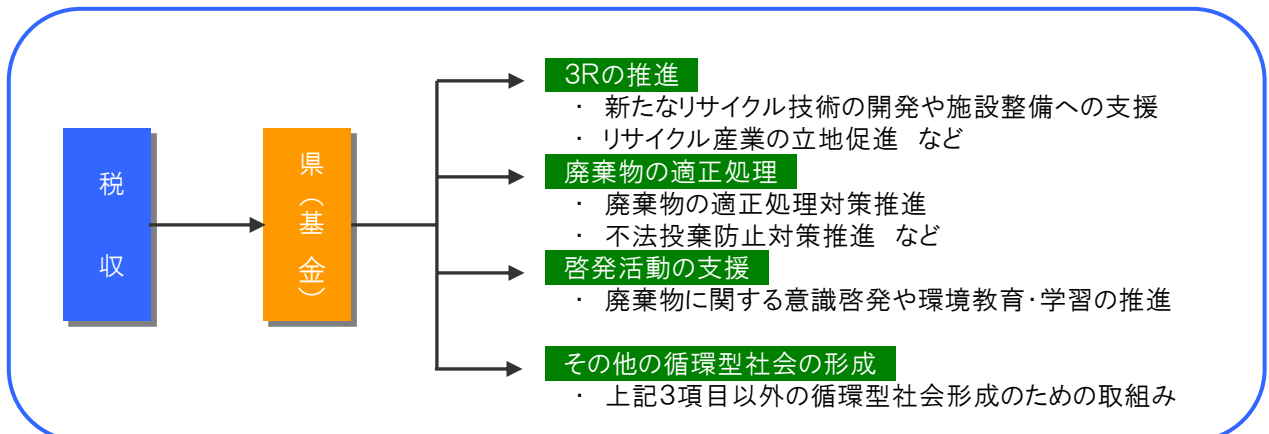 税収
県(基金)
3Rの推進
・ 新たなリサイクル技術の開発や施設整備への支援
・ リサイクル産業の立地促進 など
廃棄物の適正処理
・ 廃棄物の適正処理対策推進
・ 不法投棄防止対策推進 など
啓発活動の支援
・ 廃棄物に関する意識啓発や環境教育・学習の推進
その他の循環型社会の形成
・ 上記3項目以外の循環型社会形成のための取組み